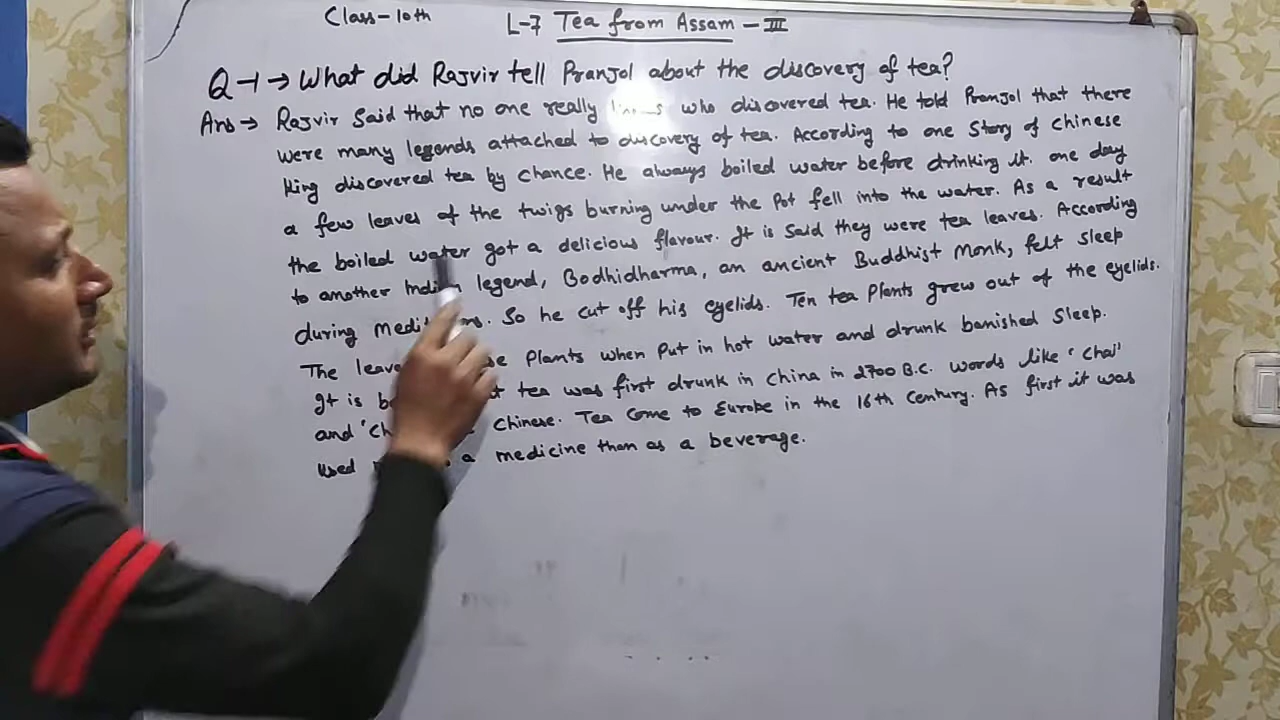 Class-10th L-7 Tea from Assam - III
Q-1→ What did Rajvir tell Pranjol about the discovery of tea?
Ans→ Rajvir Said that no one really who discovered tea. He told Pranjol that there
were many legends attached to discovery of tea. According to one Story of Chinese
King discovered tea by chance. He always boiled water before drinking it. one day
a few leaves of the twigs burning under the Pot fell into the water. As a result
the boiled water got a delicious flavour. It is Said they were tea leaves. According
to another legend, Bodhidharma, an ancient Buddhist Monk, felt Sleep
during . So he cut off his eyelids. Ten tea Plants grew out of the eyelids.
The Plants when Put in hot water and drunk banished Sleep.
It is tea was first drunk in China in 2700 B.C. words like 'Chai'
and Chinese. Tea Come to Europe in the 16th Century. As first it was
Used a medicine than as a beverage.